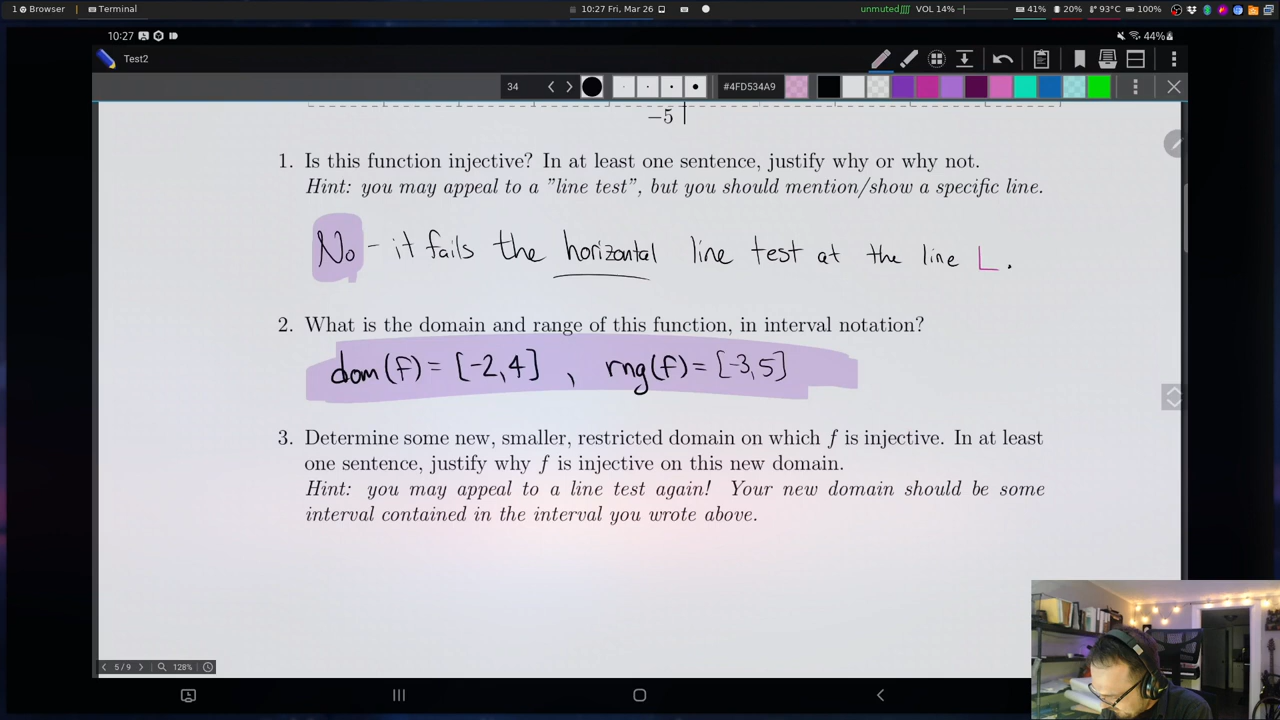 1 Browser Terminal 10:27 Fri, Mar 26 unmuted VOL 14% 41% 20% 93°C 100%
10:27 44%
Test2
34 #4FD534A9
−5
1. Is this function injective? In at least one sentence, justify why or why not.
Hint: you may appeal to a "line test", but you should mention/show a specific line.
No - it fails the horizontal line test at the line L.
2. What is the domain and range of this function, in interval notation?
dom(f) = [-2,4] , rng(f) = [-3,5]
3. Determine some new, smaller, restricted domain on which f is injective. In at least
one sentence, justify why f is injective on this new domain.
Hint: you may appeal to a line test again! Your new domain should be some
interval contained in the interval you wrote above.
5/9 128%